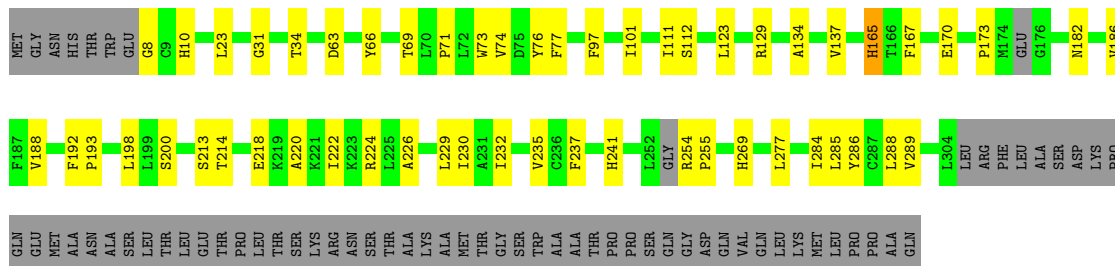 MET GLY ASN HIS THR TRP GLU G8 C9 H10 L23 G31 T34 D63 Y66 T69 L70 P71 L72 W73 V74 D75 Y76 F77 F97 I101 I111 S112 L123 R129 A134 V137 H165 T166 F167 E170 P173 M174 GLU G176 N182 V186
F187 V188 F192 P193 L198 L199 S200 S213 T214 E218 K219 A220 K221 I222 K223 R224 L225 A226 L229 I230 A231 I232 V235 C236 F237 H241 L252 GLY R254 P255 H269 L277 I284 L285 Y286 C287 L288 V299 L304 LEU ARG PHE LEU ALA SER ASP LYS PRO
GLN GLU MET ALA ASN ALA SER LEU THR LEU GLU THR PRO LEU THR SER LYS ARG ASN SER THR ALA LYS ALA MET THR GLY SER TRP ALA ALA THR PRO PRO SER GLN GLY ASP GLN VAL GLN LEU LYS MET LEU PRO PRO ALA GLN